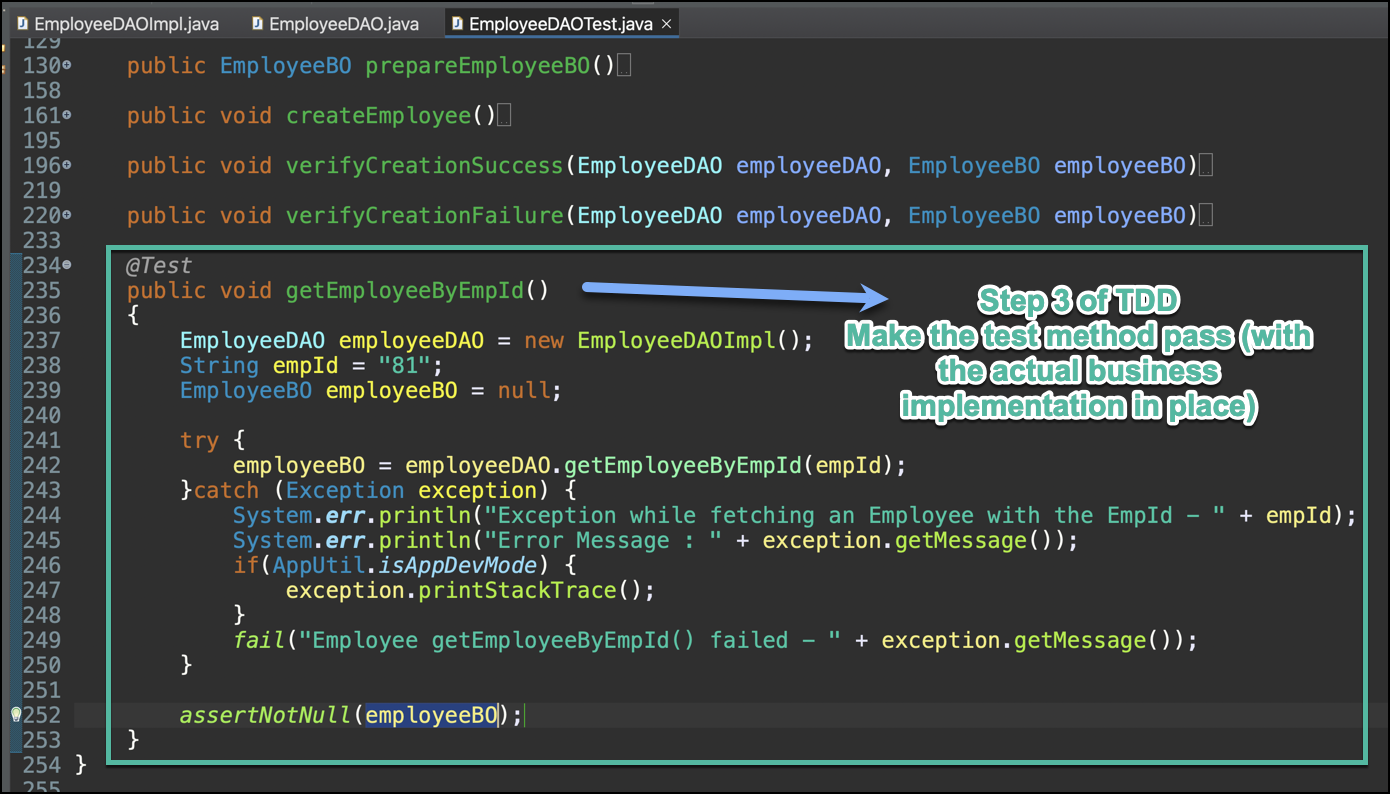 EmployeeDAOImpl.java EmployeeDAO.java EmployeeDAOTest.java
129
130 public EmployeeBO prepareEmployeeBO()
158
161 public void createEmployee()
195
196 public void verifyCreationSuccess(EmployeeDAO employeeDAO, EmployeeBO employeeBO)
219
220 public void verifyCreationFailure(EmployeeDAO employeeDAO, EmployeeBO employeeBO)
233
234 @Test
235 public void getEmployeeByEmpId()
236 {
237 EmployeeDAO employeeDAO = new EmployeeDAOImpl();
238 String empId = "81";
239 EmployeeBO employeeBO = null;
240
241 try {
242 employeeBO = employeeDAO.getEmployeeByEmpId(empId);
243 }catch (Exception exception) {
244 System.err.println("Exception while fetching an Employee with the EmpId - " + empId);
245 System.err.println("Error Message : " + exception.getMessage());
246 if(AppUtil.isAppDevMode) {
247 exception.printStackTrace();
248 }
249 fail("Employee getEmployeeByEmpId() failed - " + exception.getMessage());
250 }
251
252 assertNotNull(employeeBO);
253 }
254 }
255
Step 3 of TDD
Make the test method pass (with
the actual business
implementation in place)